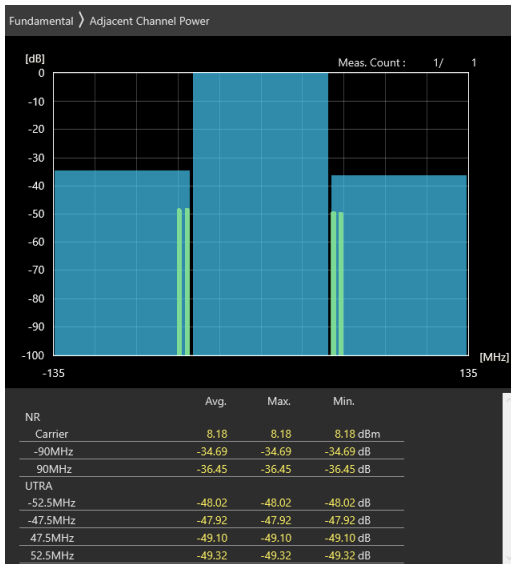 Fundamental 〉 Adjacent Channel Power
[dB]
Meas. Count : 1/ 1
0
-10
-20
-30
-40
-50
-60
-70
-80
-90
-100
[MHz]
-135 135
Avg. Max. Min.
NR
Carrier 8.18 8.18 8.18 dBm
-90MHz -34.69 -34.69 -34.69 dB
90MHz -36.45 -36.45 -36.45 dB
UTRA
-52.5MHz -48.02 -48.02 -48.02 dB
-47.5MHz -47.92 -47.92 -47.92 dB
47.5MHz -49.10 -49.10 -49.10 dB
52.5MHz -49.32 -49.32 -49.32 dB